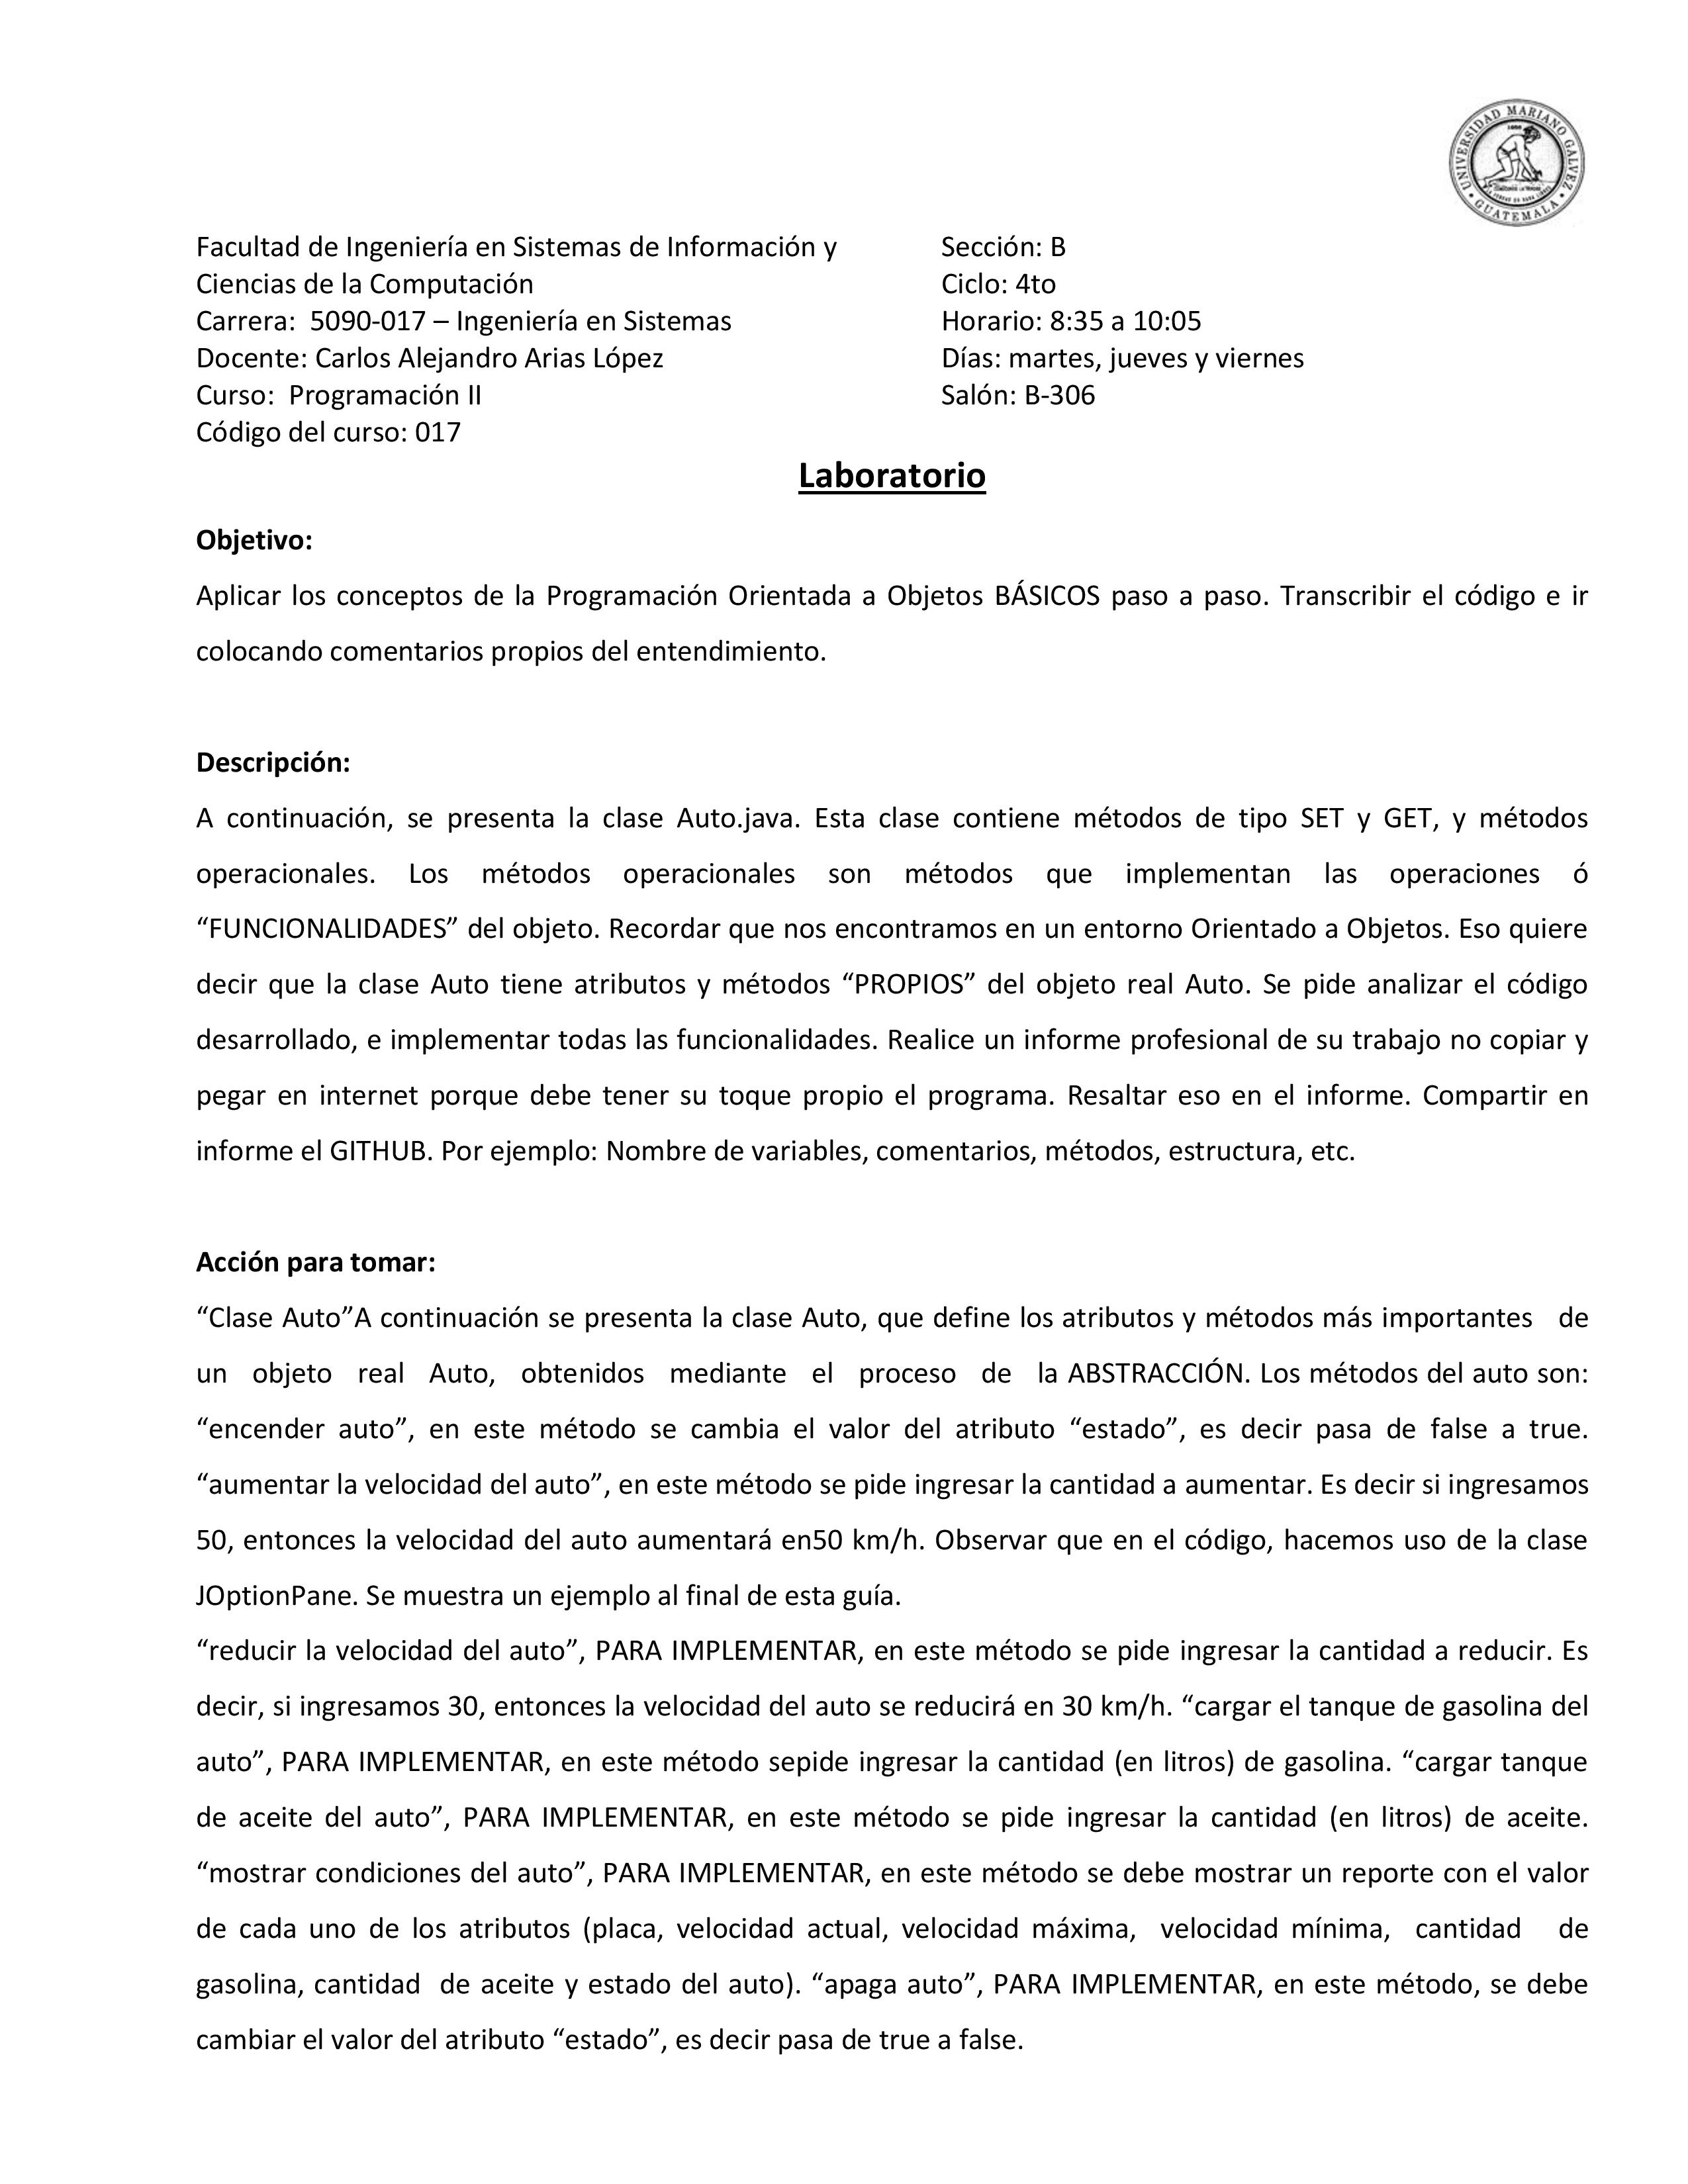 UNIVERSIDAD MARIANO GALVEZ
GUATEMALA
Facultad de Ingeniería en Sistemas de Información y
Ciencias de la Computación
Carrera:  5090-017 – Ingeniería en Sistemas
Docente: Carlos Alejandro Arias López
Curso:  Programación II
Código del curso: 017
Sección: B
Ciclo: 4to
Horario: 8:35 a 10:05
Días: martes, jueves y viernes
Salón: B-306
Laboratorio
Objetivo:
Aplicar los conceptos de la Programación Orientada a Objetos BÁSICOS paso a paso. Transcribir el código e ir
colocando comentarios propios del entendimiento.
Descripción:
A continuación, se presenta la clase Auto.java. Esta clase contiene métodos de tipo SET y GET, y métodos
operacionales. Los métodos operacionales son métodos que implementan las operaciones ó
“FUNCIONALIDADES” del objeto. Recordar que nos encontramos en un entorno Orientado a Objetos. Eso quiere
decir que la clase Auto tiene atributos y métodos “PROPIOS” del objeto real Auto. Se pide analizar el código
desarrollado, e implementar todas las funcionalidades. Realice un informe profesional de su trabajo no copiar y
pegar en internet porque debe tener su toque propio el programa. Resaltar eso en el informe. Compartir en
informe el GITHUB. Por ejemplo: Nombre de variables, comentarios, métodos, estructura, etc.
Acción para tomar:
“Clase Auto”A continuación se presenta la clase Auto, que define los atributos y métodos más importantes de
un objeto real Auto, obtenidos mediante el proceso de la ABSTRACCIÓN. Los métodos del auto son:
“encender auto”, en este método se cambia el valor del atributo “estado”, es decir pasa de false a true.
“aumentar la velocidad del auto”, en este método se pide ingresar la cantidad a aumentar. Es decir si ingresamos
50, entonces la velocidad del auto aumentará en50 km/h. Observar que en el código, hacemos uso de la clase
JOptionPane. Se muestra un ejemplo al final de esta guía.
“reducir la velocidad del auto”, PARA IMPLEMENTAR, en este método se pide ingresar la cantidad a reducir. Es
decir, si ingresamos 30, entonces la velocidad del auto se reducirá en 30 km/h. “cargar el tanque de gasolina del
auto”, PARA IMPLEMENTAR, en este método sepide ingresar la cantidad (en litros) de gasolina. “cargar tanque
de aceite del auto”, PARA IMPLEMENTAR, en este método se pide ingresar la cantidad (en litros) de aceite.
“mostrar condiciones del auto”, PARA IMPLEMENTAR, en este método se debe mostrar un reporte con el valor
de cada uno de los atributos (placa, velocidad actual, velocidad máxima, velocidad mínima, cantidad de
gasolina, cantidad de aceite y estado del auto). “apaga auto”, PARA IMPLEMENTAR, en este método, se debe
cambiar el valor del atributo “estado”, es decir pasa de true a false.